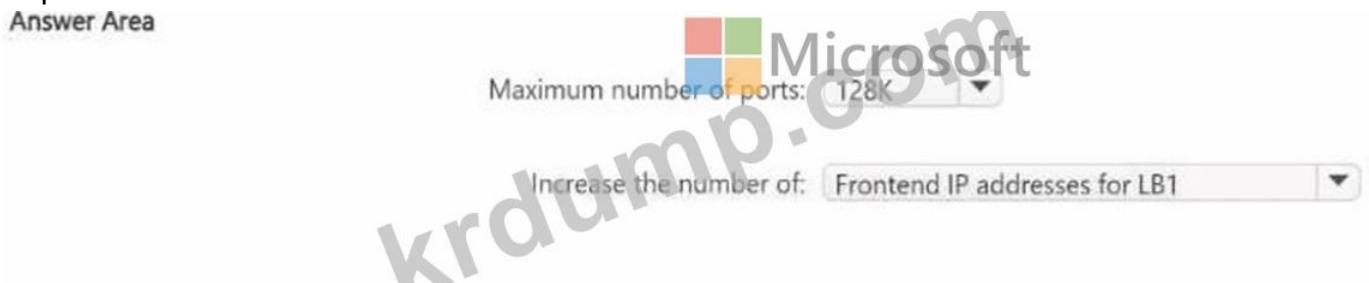 Answer Area
Microsoft
Maximum number of ports: 128K
Increase the number of: Frontend IP addresses for LB1
krdump.com